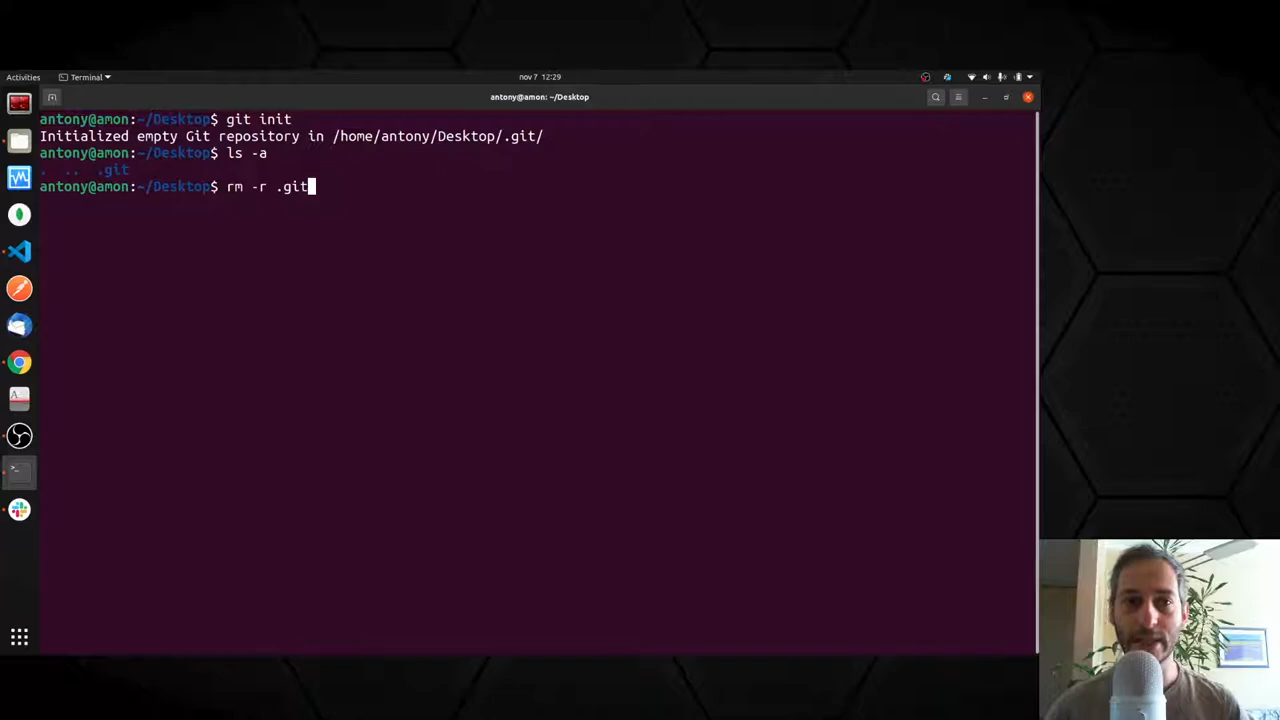 Activities
Terminal
nov 7 12:29
antony@amon: ~/Desktop
antony@amon:~/Desktop$ git init
Initialized empty Git repository in /home/antony/Desktop/.git/
antony@amon:~/Desktop$ ls -a
. .. .git
antony@amon:~/Desktop$ rm -r .git